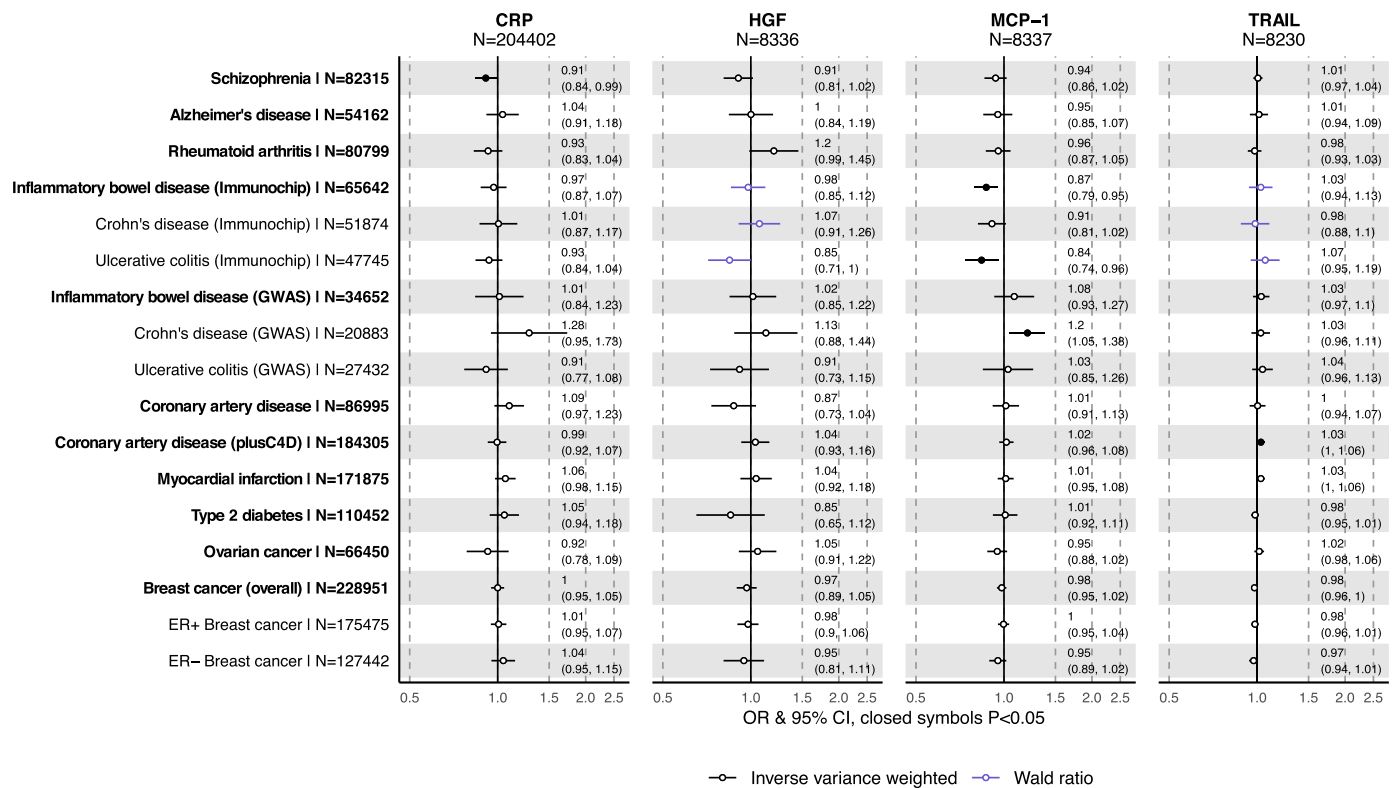 CRP HGF MCP−1 TRAIL
N=204402 N=8336 N=8337 N=8230
Schizophrenia | N=82315 0.91 (0.84, 0.99) 0.91 (0.81, 1.02) 0.94 (0.86, 1.02) 1.01 (0.97, 1.04)
Alzheimer's disease | N=54162 1.04 (0.91, 1.18) 1 (0.84, 1.19) 0.95 (0.85, 1.07) 1.01 (0.94, 1.09)
Rheumatoid arthritis | N=80799 0.93 (0.83, 1.04) 1.2 (0.99, 1.45) 0.96 (0.87, 1.05) 0.98 (0.93, 1.03)
Inflammatory bowel disease (Immunochip) | N=65642 0.97 (0.87, 1.07) 0.98 (0.85, 1.12) 0.87 (0.79, 0.95) 1.03 (0.94, 1.13)
Crohn's disease (Immunochip) | N=51874 1.01 (0.87, 1.17) 1.07 (0.91, 1.26) 0.91 (0.81, 1.02) 0.98 (0.88, 1.1)
Ulcerative colitis (Immunochip) | N=47745 0.93 (0.84, 1.04) 0.85 (0.71, 1) 0.84 (0.74, 0.96) 1.07 (0.95, 1.19)
Inflammatory bowel disease (GWAS) | N=34652 1.01 (0.84, 1.23) 1.02 (0.85, 1.22) 1.08 (0.93, 1.27) 1.03 (0.97, 1.1)
Crohn's disease (GWAS) | N=20883 1.28 (0.95, 1.73) 1.13 (0.88, 1.44) 1.2 (1.05, 1.38) 1.03 (0.96, 1.11)
Ulcerative colitis (GWAS) | N=27432 0.91 (0.77, 1.08) 0.91 (0.73, 1.15) 1.03 (0.85, 1.26) 1.04 (0.96, 1.13)
Coronary artery disease | N=86995 1.09 (0.97, 1.23) 0.87 (0.73, 1.04) 1.01 (0.91, 1.13) 1 (0.94, 1.07)
Coronary artery disease (plusC4D) | N=184305 0.99 (0.92, 1.07) 1.04 (0.93, 1.16) 1.02 (0.96, 1.08) 1.03 (1, 1.06)
Myocardial infarction | N=171875 1.06 (0.98, 1.15) 1.04 (0.92, 1.18) 1.01 (0.95, 1.08) 1.03 (1, 1.06)
Type 2 diabetes | N=110452 1.05 (0.94, 1.18) 0.85 (0.65, 1.12) 1.01 (0.92, 1.11) 0.98 (0.95, 1.01)
Ovarian cancer | N=66450 0.92 (0.78, 1.09) 1.05 (0.91, 1.22) 0.95 (0.88, 1.02) 1.02 (0.98, 1.06)
Breast cancer (overall) | N=228951 1 (0.95, 1.05) 0.97 (0.89, 1.05) 0.98 (0.95, 1.02) 0.98 (0.96, 1)
ER+ Breast cancer | N=175475 1.01 (0.95, 1.07) 0.98 (0.9, 1.06) 1 (0.95, 1.04) 0.98 (0.96, 1.01)
ER− Breast cancer | N=127442 1.04 (0.95, 1.15) 0.95 (0.81, 1.11) 0.95 (0.89, 1.02) 0.97 (0.94, 1.01)
0.5 1.0 1.5 2.0 2.5 0.5 1.0 1.5 2.0 2.5 0.5 1.0 1.5 2.0 2.5 0.5 1.0 1.5 2.0 2.5
OR & 95% CI, closed symbols P<0.05
Inverse variance weighted Wald ratio